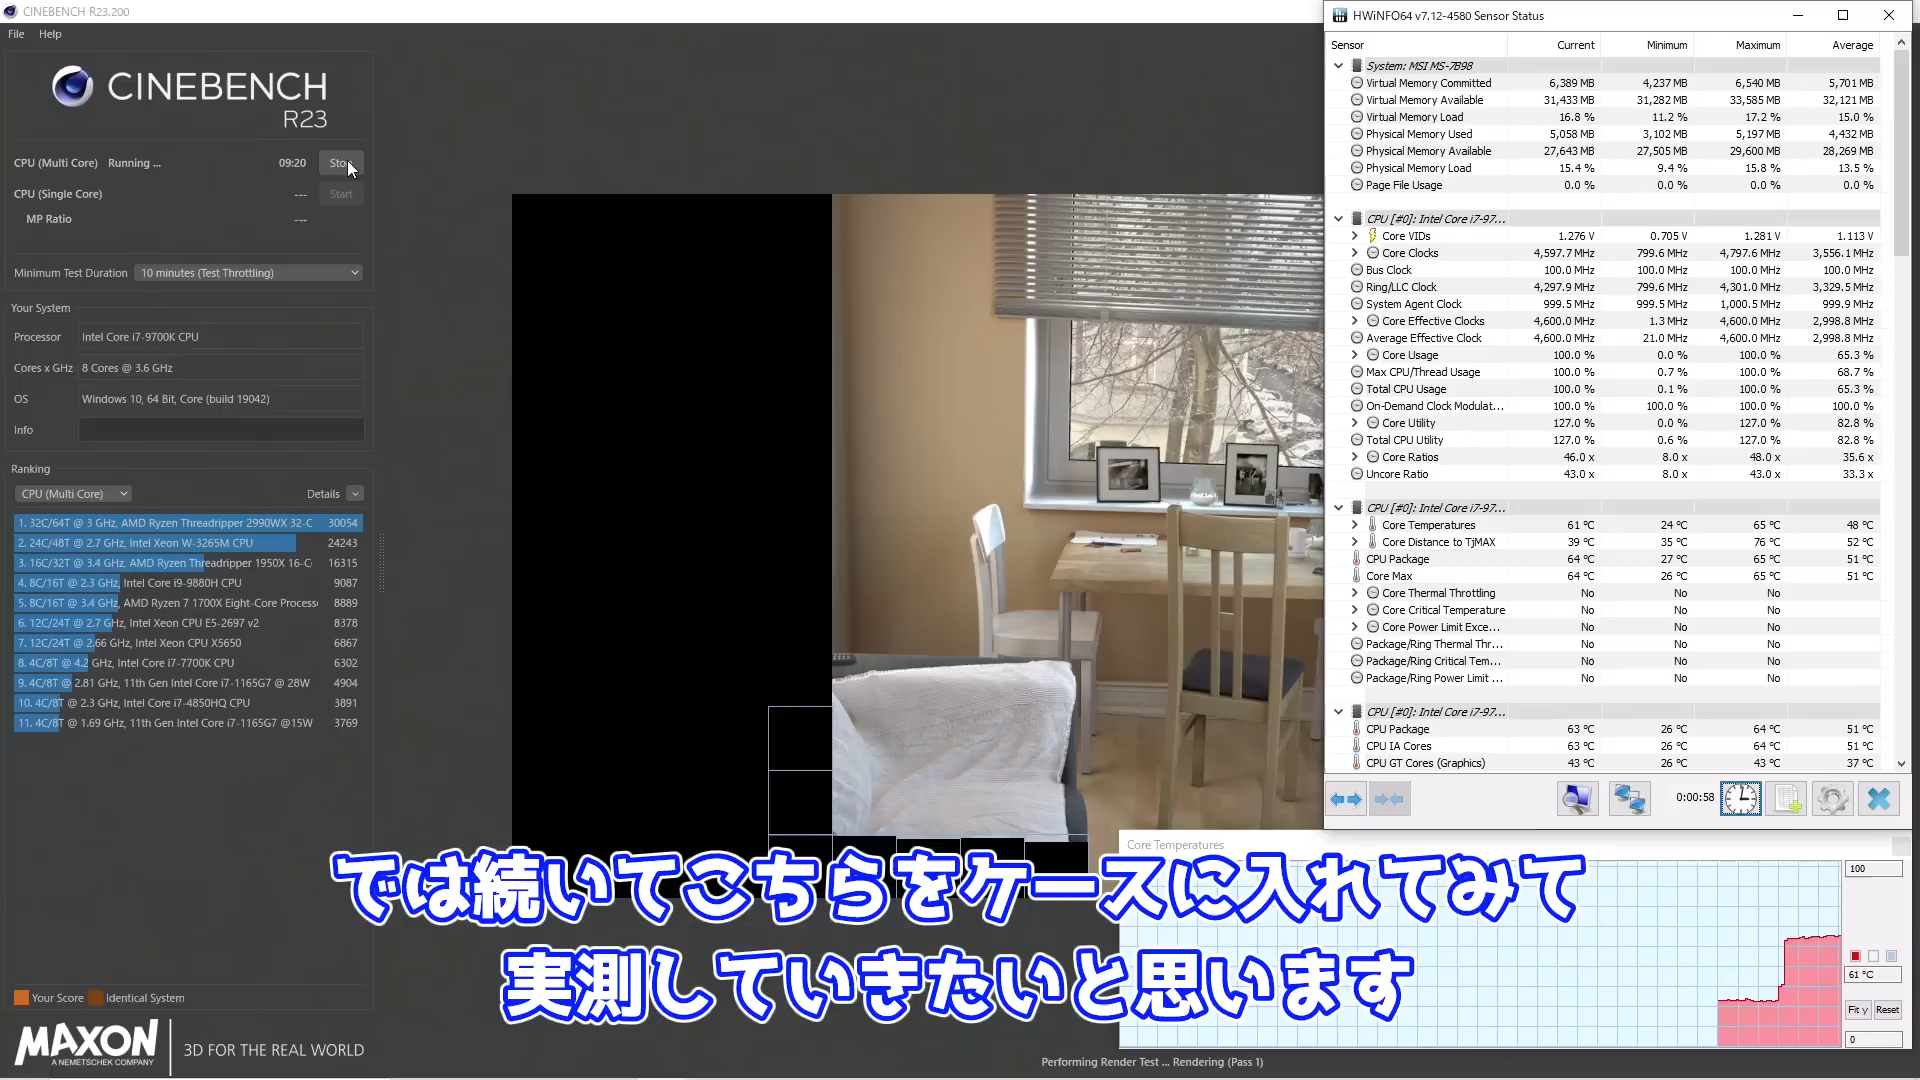 CINEBENCH R23.200
File Help
CINEBENCH
R23
CPU (Multi Core) Running ... 09:20
CPU (Single Core) --- Start
MP Ratio ---
Minimum Test Duration 10 minutes (Test Throttling)
Your System
Processor Intel Core i7-9700K CPU
Cores x GHz 8 Cores @ 3.6 GHz
OS Windows 10, 64 Bit, Core (build 19042)
Info
Ranking
CPU (Multi Core) Details
1. 32C/64T @ 3 GHz, AMD Ryzen Threadripper 2990WX 32-C 30054
2. 24C/48T @ 2.7 GHz, Intel Xeon W-3265M CPU 24243
3. 16C/32T @ 3.4 GHz, AMD Ryzen Threadripper 1950X 16-C 16315
4. 8C/16T @ 2.3 GHz, Intel Core i9-9880H CPU 9087
5. 8C/16T @ 3.4 GHz, AMD Ryzen 7 1700X Eight-Core Process 8889
6. 12C/24T @ 2.7 GHz, Intel Xeon CPU E5-2697 v2 8378
7. 12C/24T @ 2.66 GHz, Intel Xeon CPU X5650 6867
8. 4C/8T @ 4.2 GHz, Intel Core i7-7700K CPU 6302
9. 4C/8T @ 2.81 GHz, 11th Gen Intel Core i7-1165G7 @ 28W 4904
10. 4C/8T @ 2.3 GHz, Intel Core i7-4850HQ CPU 3891
11. 4C/8T @ 1.69 GHz, 11th Gen Intel Core i7-1165G7 @15W 3769
Your Score Identical System
MAXON
A NEMETSCHEK COMPANY
3D FOR THE REAL WORLD
HWiNFO64 v7.12-4580 Sensor Status
Sensor Current Minimum Maximum Average
System: MSI MS-7B98
Virtual Memory Committed 6,389 MB 4,237 MB 6,540 MB 5,701 MB
Virtual Memory Available 31,433 MB 31,282 MB 33,585 MB 32,121 MB
Virtual Memory Load 16.8 % 11.2 % 17.2 % 15.0 %
Physical Memory Used 5,058 MB 3,102 MB 5,197 MB 4,432 MB
Physical Memory Available 27,643 MB 27,505 MB 29,600 MB 28,269 MB
Physical Memory Load 15.4 % 9.4 % 15.8 % 13.5 %
Page File Usage 0.0 % 0.0 % 0.0 % 0.0 %
CPU [#0]: Intel Core i7-97...
Core VIDs 1.276 V 0.705 V 1.281 V 1.113 V
Core Clocks 4,597.7 MHz 799.6 MHz 4,797.6 MHz 3,556.1 MHz
Bus Clock 100.0 MHz 100.0 MHz 100.0 MHz 100.0 MHz
Ring/LLC Clock 4,297.9 MHz 799.6 MHz 4,301.0 MHz 3,329.5 MHz
System Agent Clock 999.5 MHz 999.5 MHz 1,000.5 MHz 999.9 MHz
Core Effective Clocks 4,600.0 MHz 1.3 MHz 4,600.0 MHz 2,998.8 MHz
Average Effective Clock 4,600.0 MHz 21.0 MHz 4,600.0 MHz 2,998.8 MHz
Core Usage 100.0 % 0.0 % 100.0 % 65.3 %
Max CPU/Thread Usage 100.0 % 0.7 % 100.0 % 68.7 %
Total CPU Usage 100.0 % 0.1 % 100.0 % 65.3 %
On-Demand Clock Modulat... 100.0 % 100.0 % 100.0 % 100.0 %
Core Utility 127.0 % 0.0 % 127.0 % 82.8 %
Total CPU Utility 127.0 % 0.6 % 127.0 % 82.8 %
Core Ratios 46.0 x 8.0 x 48.0 x 35.6 x
Uncore Ratio 43.0 x 8.0 x 43.0 x 33.3 x
CPU [#0]: Intel Core i7-97...
Core Temperatures 61 ℃ 24 ℃ 65 ℃ 48 ℃
Core Distance to TjMAX 39 ℃ 35 ℃ 76 ℃ 52 ℃
CPU Package 64 ℃ 27 ℃ 65 ℃ 51 ℃
Core Max 64 ℃ 26 ℃ 65 ℃ 51 ℃
Core Thermal Throttling No No No
Core Critical Temperature No No No
Core Power Limit Exce... No No No
Package/Ring Thermal Thr... No No No
Package/Ring Critical Tem... No No No
Package/Ring Power Limit ... No No No
CPU [#0]: Intel Core i7-97...
CPU Package 63 ℃ 26 ℃ 64 ℃ 51 ℃
CPU IA Cores 63 ℃ 26 ℃ 64 ℃ 51 ℃
CPU GT Cores (Graphics) 43 ℃ 26 ℃ 43 ℃ 37 ℃
0:00:58
Core Temperatures
100
61 ℃
Fit y Reset
0
では続いてこちらをケースに入れてみて
実測していきたいと思います
Performing Render Test ... Rendering (Pass 1)